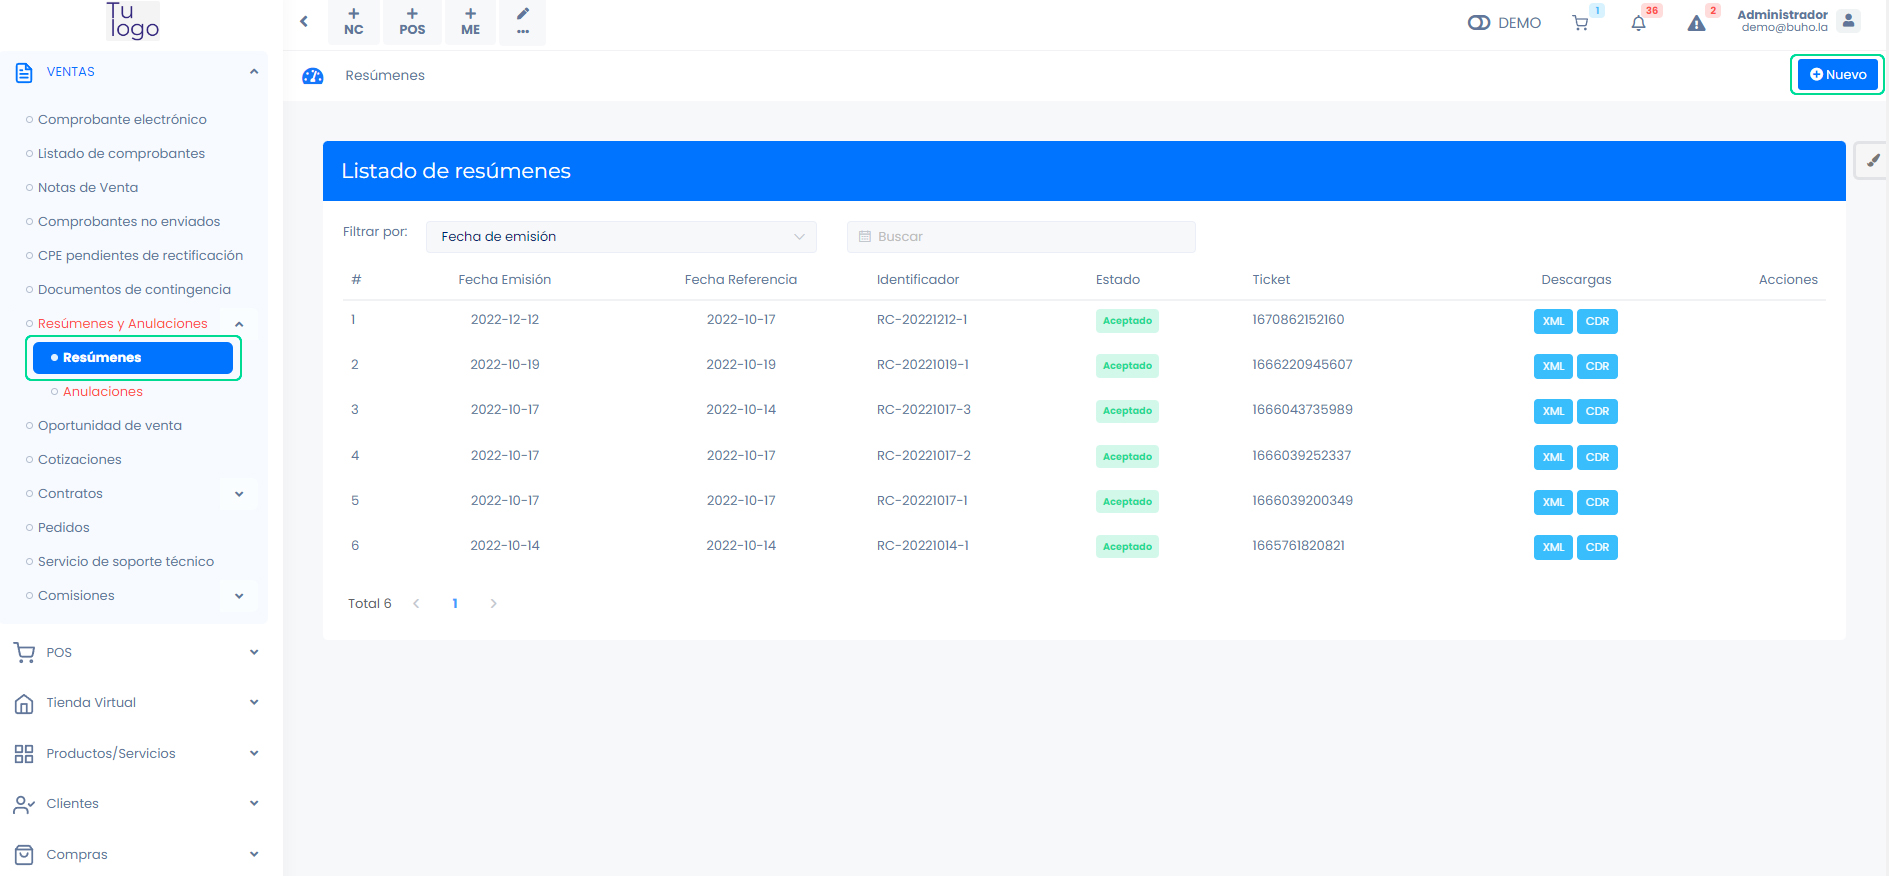 Tu
logo
NC
POS
ME
...
DEMO
1
36
2
Administrador
demo@buho.la
VENTAS
Comprobante electrónico
Listado de comprobantes
Notas de Venta
Comprobantes no enviados
CPE pendientes de rectificación
Documentos de contingencia
Resúmenes y Anulaciones
Resúmenes
Anulaciones
Oportunidad de venta
Cotizaciones
Contratos
Pedidos
Servicio de soporte técnico
Comisiones
POS
Tienda Virtual
Productos/Servicios
Clientes
Compras
Resúmenes
Nuevo
Listado de resúmenes
Filtrar por: Fecha de emisión Buscar
# Fecha Emisión Fecha Referencia Identificador Estado Ticket Descargas Acciones
1 2022-12-12 2022-10-17 RC-20221212-1 Aceptado 1670862152160 XML CDR
2 2022-10-19 2022-10-19 RC-20221019-1 Aceptado 1666220945607 XML CDR
3 2022-10-17 2022-10-14 RC-20221017-3 Aceptado 1666043735989 XML CDR
4 2022-10-17 2022-10-17 RC-20221017-2 Aceptado 1666039252337 XML CDR
5 2022-10-17 2022-10-17 RC-20221017-1 Aceptado 1666039200349 XML CDR
6 2022-10-14 2022-10-14 RC-20221014-1 Aceptado 1665761820821 XML CDR
Total 6 1